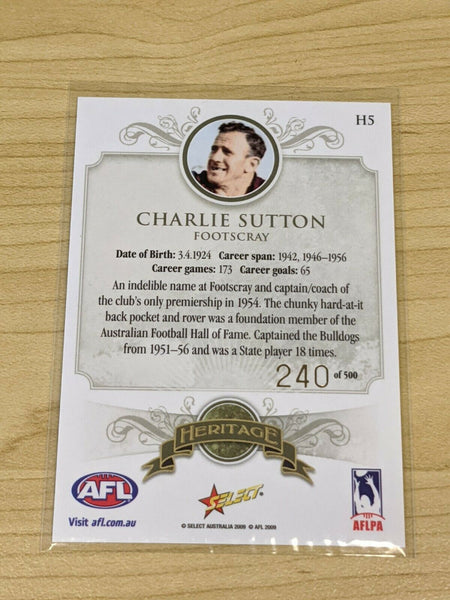 H5
CHARLIE SUTTON
FOOTSCRAY
Date of Birth: 3.4.1924 Career span: 1942, 1946–1956
Career games: 173 Career goals: 65
An indelible name at Footscray and captain/coach of
the club's only premiership in 1954. The chunky hard-at-it
back pocket and rover was a foundation member of the
Australian Football Hall of Fame. Captained the Bulldogs
from 1951–56 and was a State player 18 times.
240 of 500
HERITAGE
AFL
SELECT
AFLPA
Visit afl.com.au
© SELECT AUSTRALIA 2009 © AFL 2009